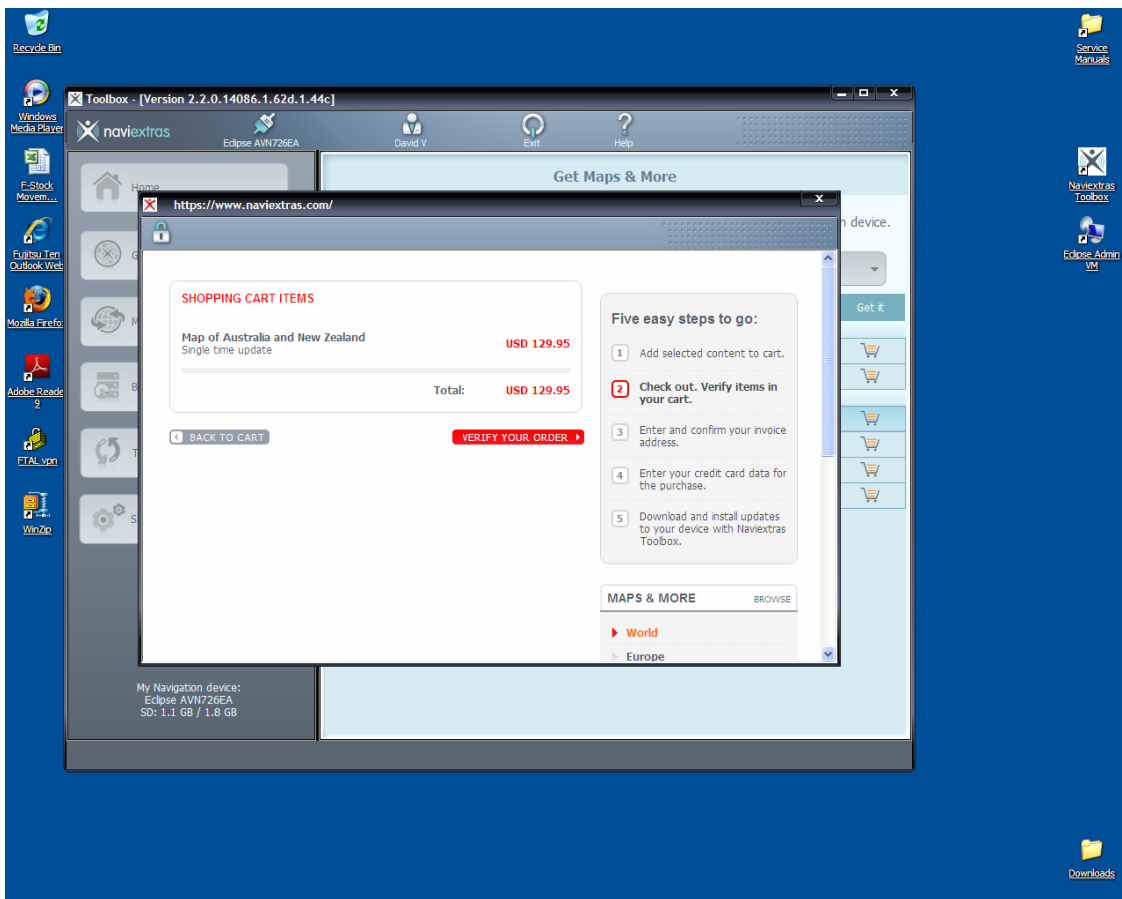 Recycle Bin
Windows
Media Player
F-Stock
Movem...
Fujitsu Ten
Outlook Web
Mozilla Firefo
Adobe Reade
9
FTAL vpn
WinZip
Service
Manuals
Naviextras
Toolbox
Eclipse Admin
VM
Downloads
Toolbox - [Version 2.2.0.14086.1.62d.1.44c]
naviextras
Eclipse AVN726EA
David V
Exit
Help
Home
G
M
B
T
S
Get Maps & More
n device.
Get it
https://www.naviextras.com/
SHOPPING CART ITEMS
Map of Australia and New Zealand
Single time update
USD 129.95
Total: USD 129.95
BACK TO CART
VERIFY YOUR ORDER
Five easy steps to go:
1 Add selected content to cart.
2 Check out. Verify items in
your cart.
3 Enter and confirm your invoice
address.
4 Enter your credit card data for
the purchase.
5 Download and install updates
to your device with Naviextras
Toolbox.
MAPS & MORE BROWSE
World
Europe
My Navigation device:
Eclipse AVN726EA
SD: 1.1 GB / 1.8 GB